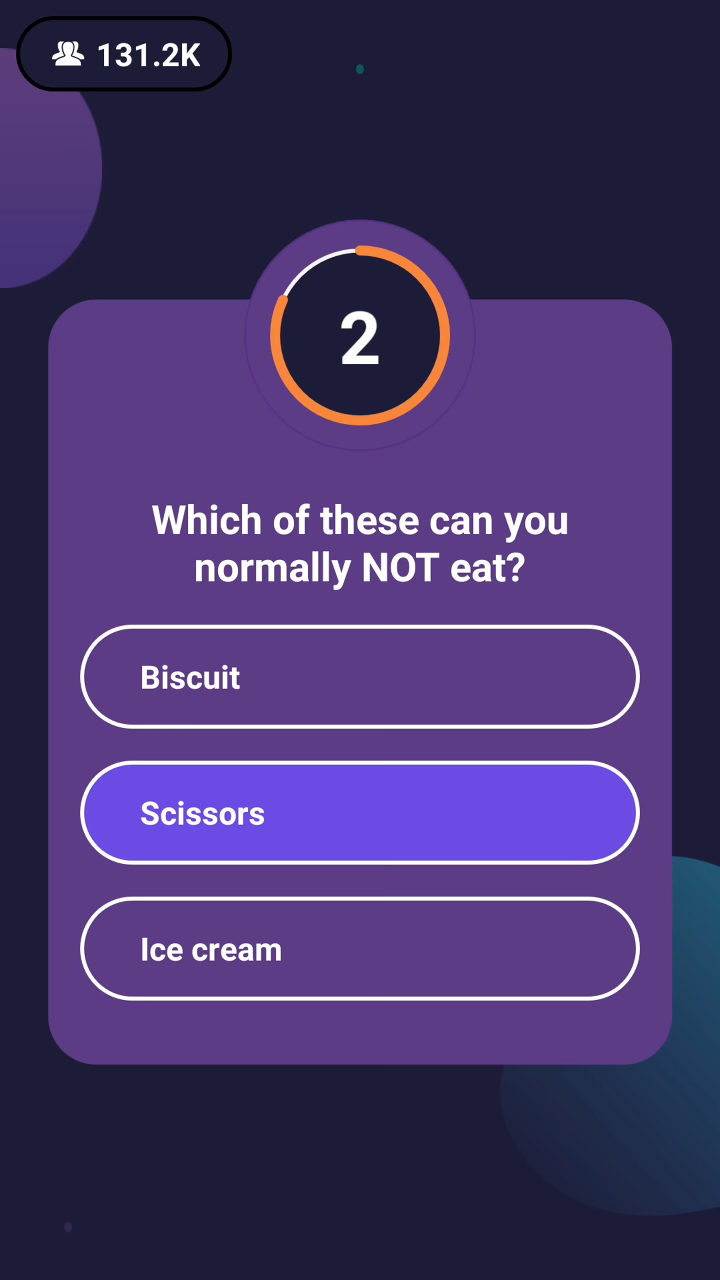 131.2K
2
Which of these can you
normally NOT eat?
Biscuit
Scissors
Ice cream